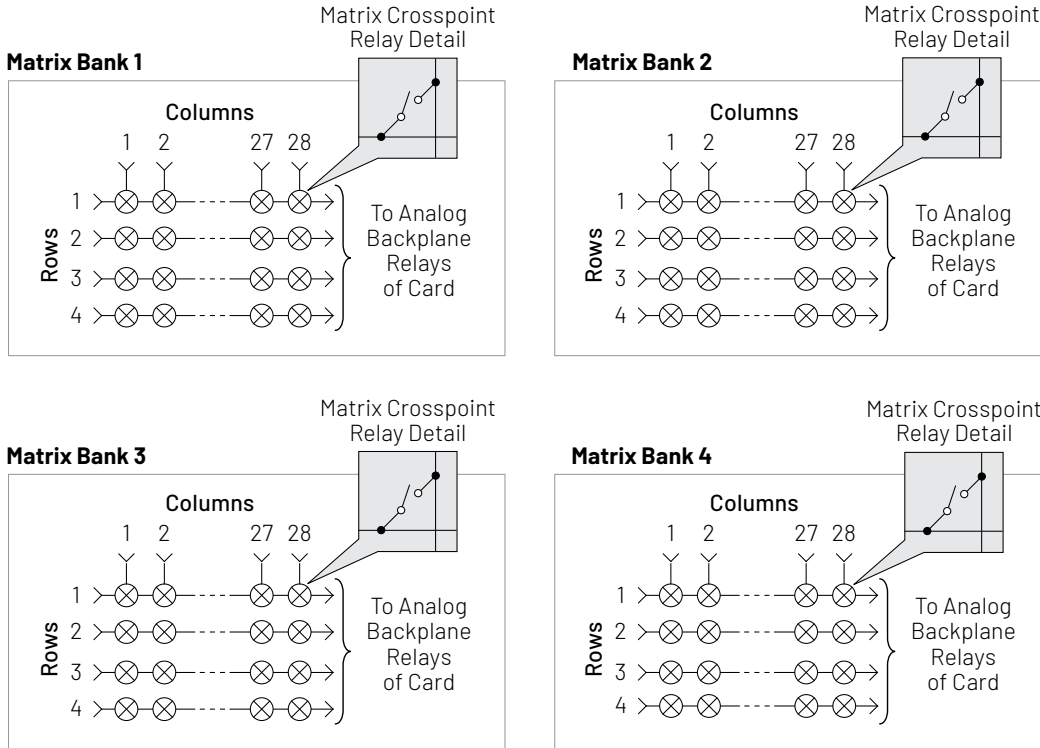 Matrix Crosspoint
Relay Detail
Matrix Bank 1
Columns
1 2 27 28
Rows
1
2
3
4
To Analog
Backplane
Relays
of Card
Matrix Crosspoint
Relay Detail
Matrix Bank 2
Columns
1 2 27 28
Rows
1
2
3
4
To Analog
Backplane
Relays
of Card
Matrix Crosspoint
Relay Detail
Matrix Bank 3
Columns
1 2 27 28
Rows
1
2
3
4
To Analog
Backplane
Relays
of Card
Matrix Crosspoint
Relay Detail
Matrix Bank 4
Columns
1 2 27 28
Rows
1
2
3
4
To Analog
Backplane
Relays
of Card